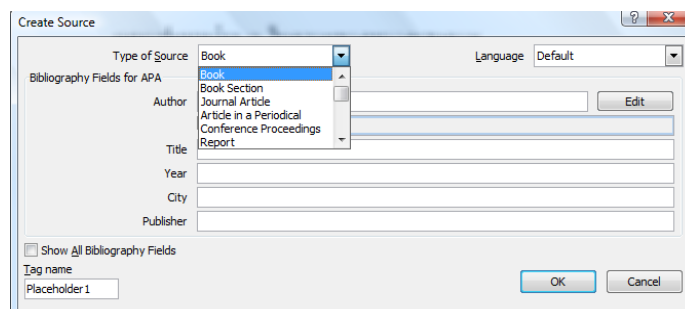 Create Source
Type of Source Book Language Default
Bibliography Fields for APA
Book
Book Section
Author Journal Article Edit
Article in a Periodical
Conference Proceedings
Report
Title
Year
City
Publisher
Show All Bibliography Fields
Tag name
Placeholder1 OK Cancel